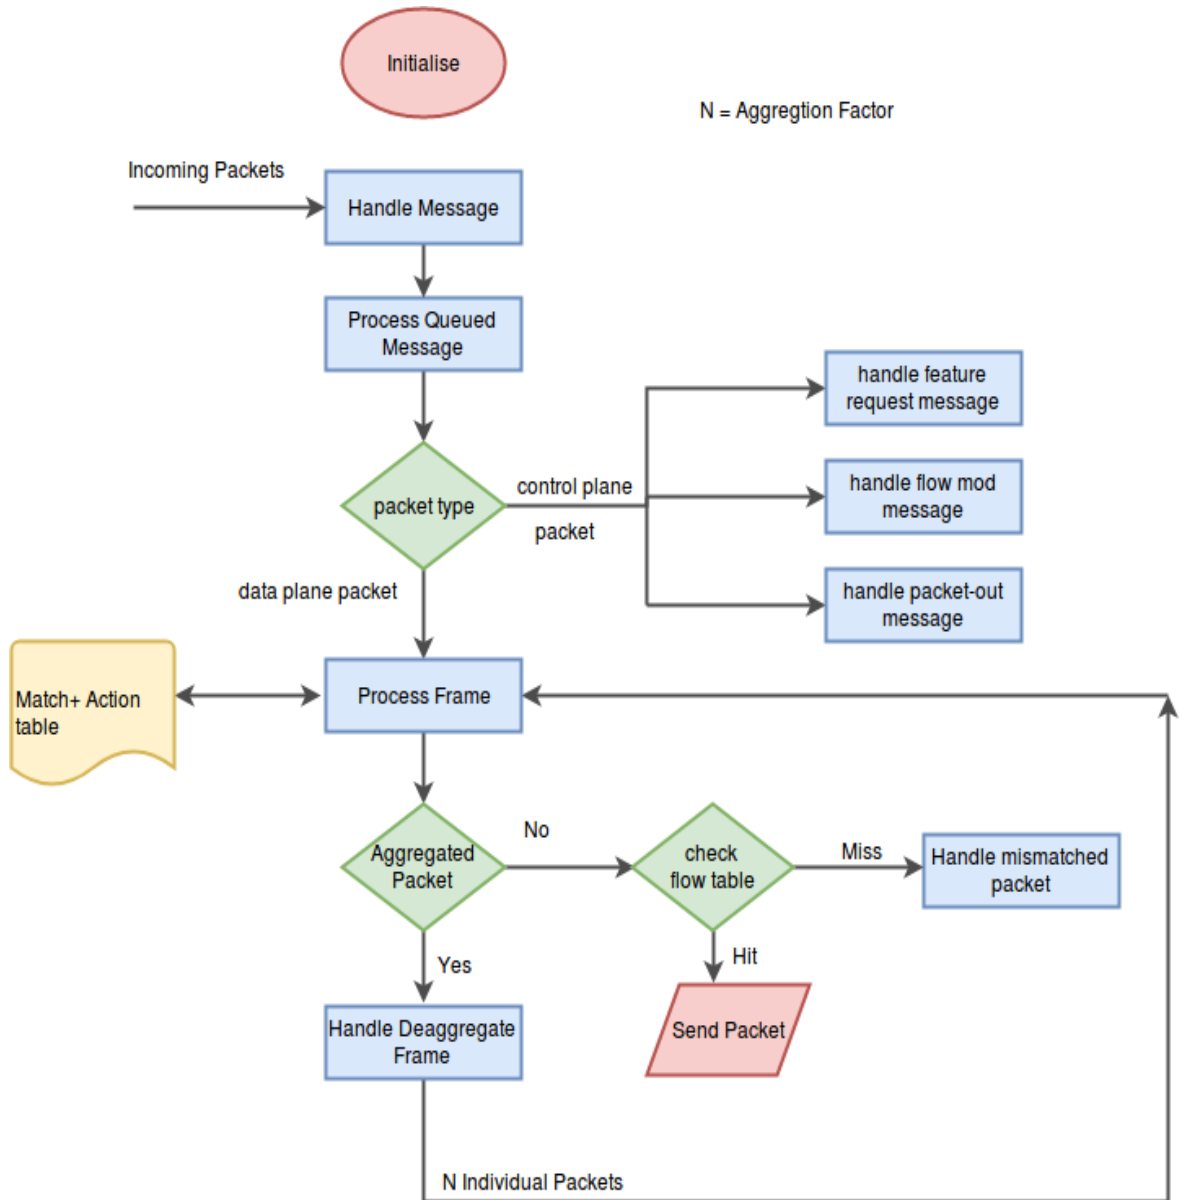 Initialise
N = Aggregtion Factor
Incoming Packets
Handle Message
Process Queued
Message
handle feature
request message
packet type
control plane
packet
handle flow mod
message
data plane packet
handle packet-out
message
Match+ Action
table
Process Frame
Aggregated
Packet
No
check
flow table
Miss
Handle mismatched
packet
Yes
Hit
Handle Deaggregate
Frame
Send Packet
N Individual Packets